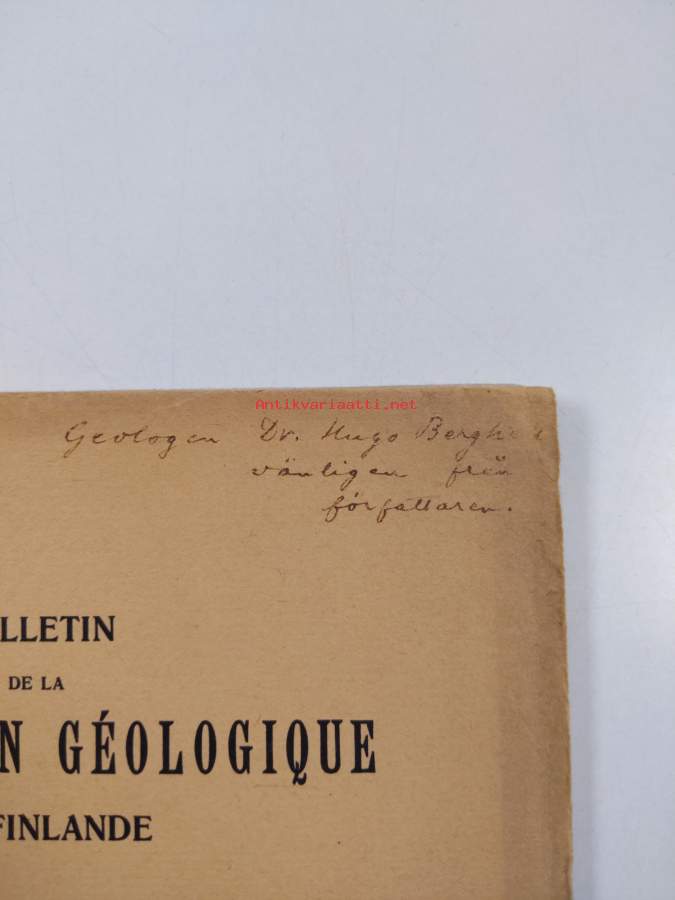 Antikvariaatti.net
Geologen Dr. Hugo Berghell
vänligen från
författaren.
LLETIN
DE LA
N GÉOLOGIQUE
FINLANDE